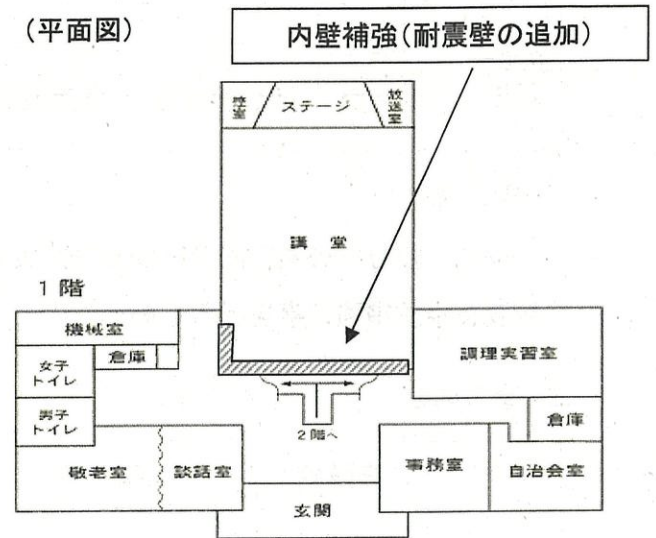 (平面図)
内壁補強(耐震壁の追加)
控室
ステージ
放送室
講堂
1階
機械室
倉庫
女子
トイレ
男子
トイレ
調理実習室
倉庫
2階へ
敬老室
談話室
事務室
自治会室
玄関